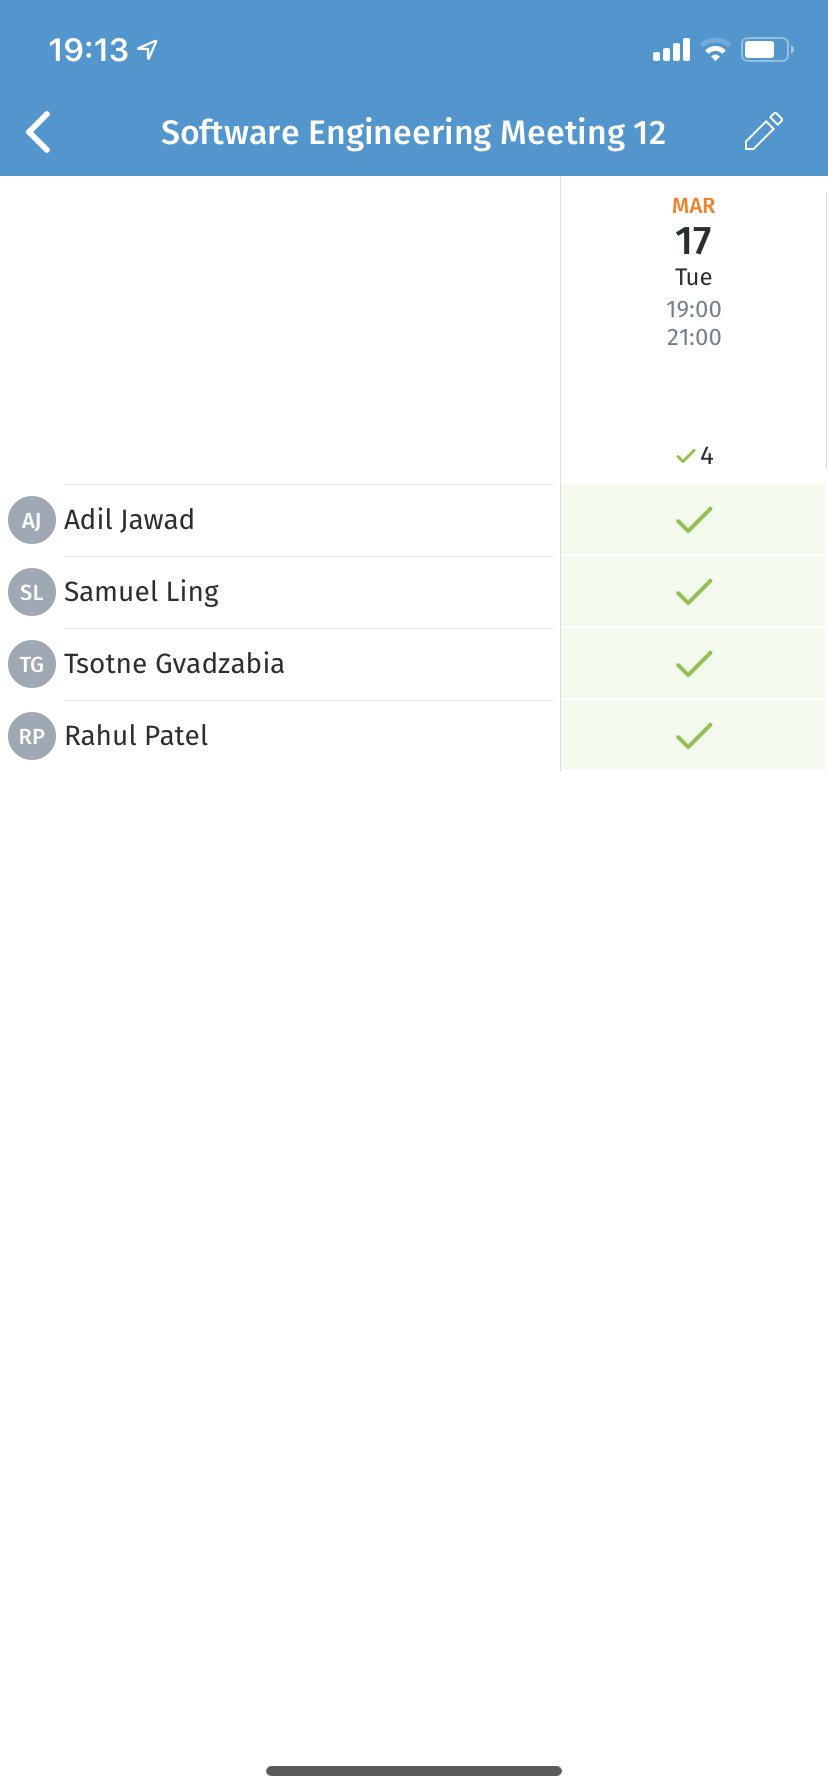 19:13
Software Engineering Meeting 12
MAR
17
Tue
19:00
21:00
4
AJ Adil Jawad
SL Samuel Ling
TG Tsotne Gvadzabia
RP Rahul Patel